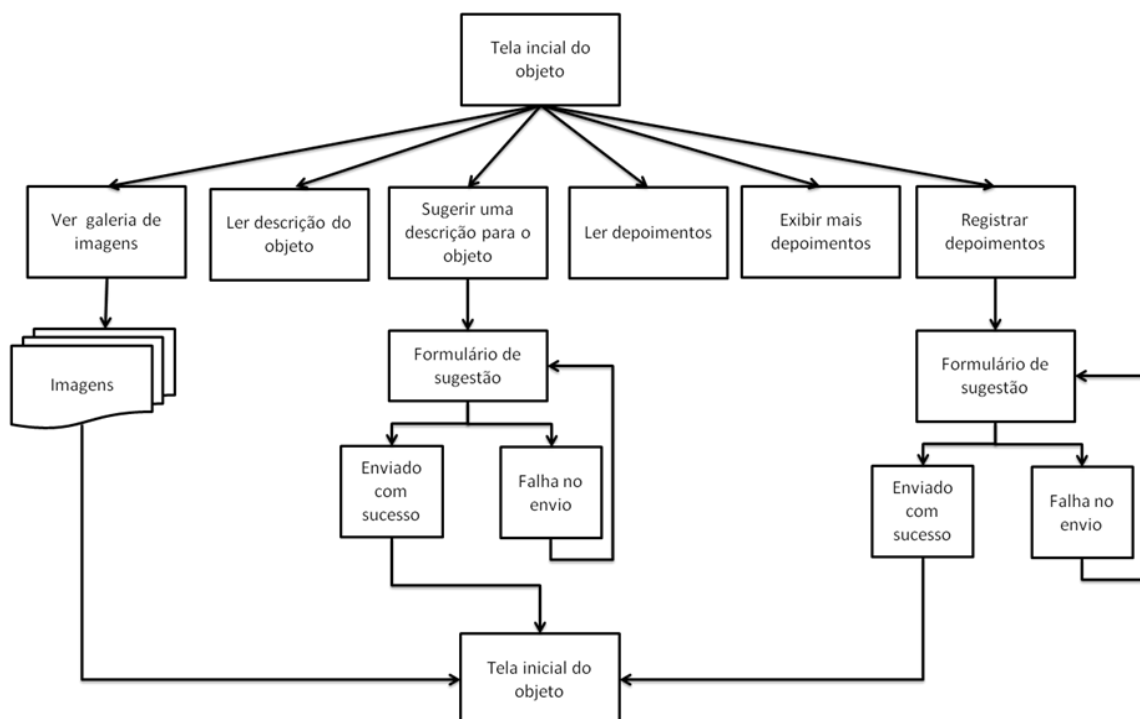 Tela incial do
objeto
Ver galeria de
imagens
Ler descrição do
objeto
Sugerir uma
descrição para o
objeto
Ler depoimentos
Exibir mais
depoimentos
Registrar
depoimentos
Imagens
Formulário de
sugestão
Formulário de
sugestão
Enviado
com
sucesso
Falha no
envio
Enviado
com
sucesso
Falha no
envio
Tela inicial do
objeto